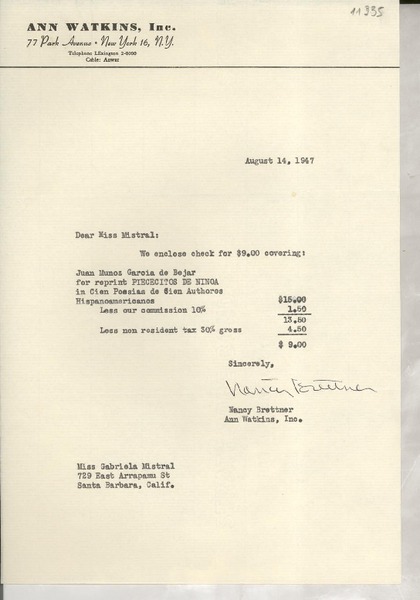 11335
ANN WATKINS, Inc.
77 Park Avenue • New York 16, N.Y.
Telephone LExington 2-8050
Cable: Anwat
August 14, 1947
Dear Miss Mistral:
We enclose check for $9.00 covering:
Juan Munoz Garcia de Bejar
for reprint PIECECITOS DE NINOA
in Cien Poesias de Cien Authoros
Hispanoamericanos $15.00
Less our commission 10% 1.50
13.50
Less non resident tax 30% gross 4.50
$ 9.00
Sincerely,
Nancy Brettner
Nancy Brettner
Ann Watkins, Inc.
Miss Gabriela Mistral
729 East Arrapamu St
Santa Barbara, Calif.